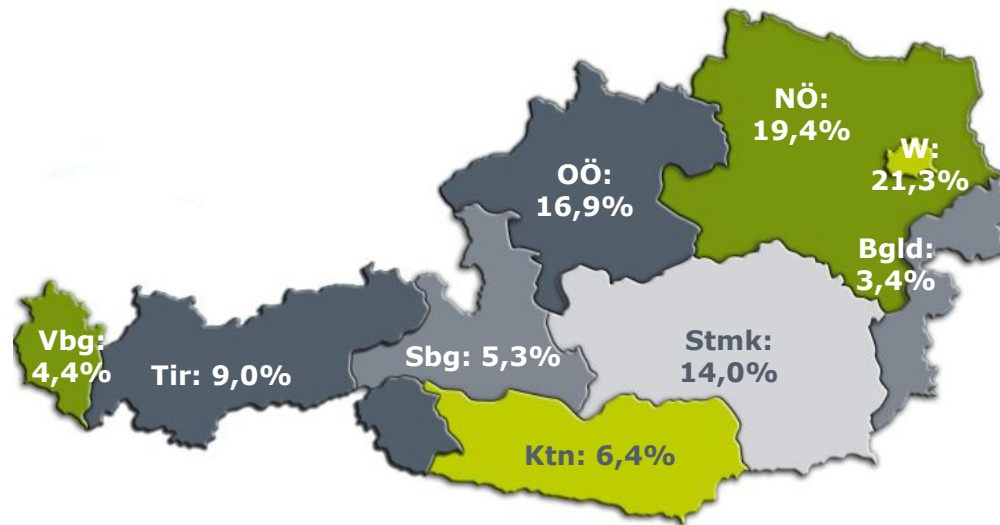 NÖ:
19,4%
W:
21,3%
OÖ:
16,9%
Bgld:
3,4%
Vbg:
4,4%
Tir: 9,0%
Sbg: 5,3%
Stmk:
14,0%
Ktn: 6,4%